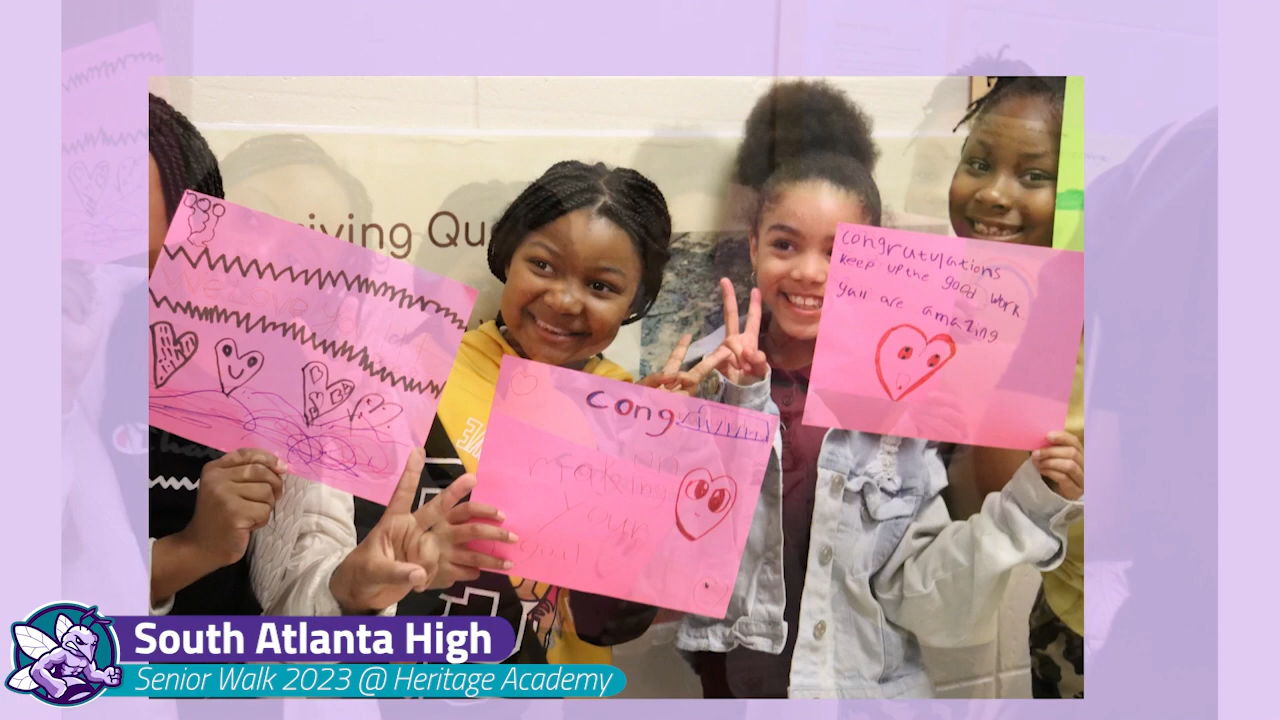 iving Qu
congratulations
keep up the good work
yall are amazing
Cong
your
South Atlanta High
Senior Walk 2023 @ Heritage Academy